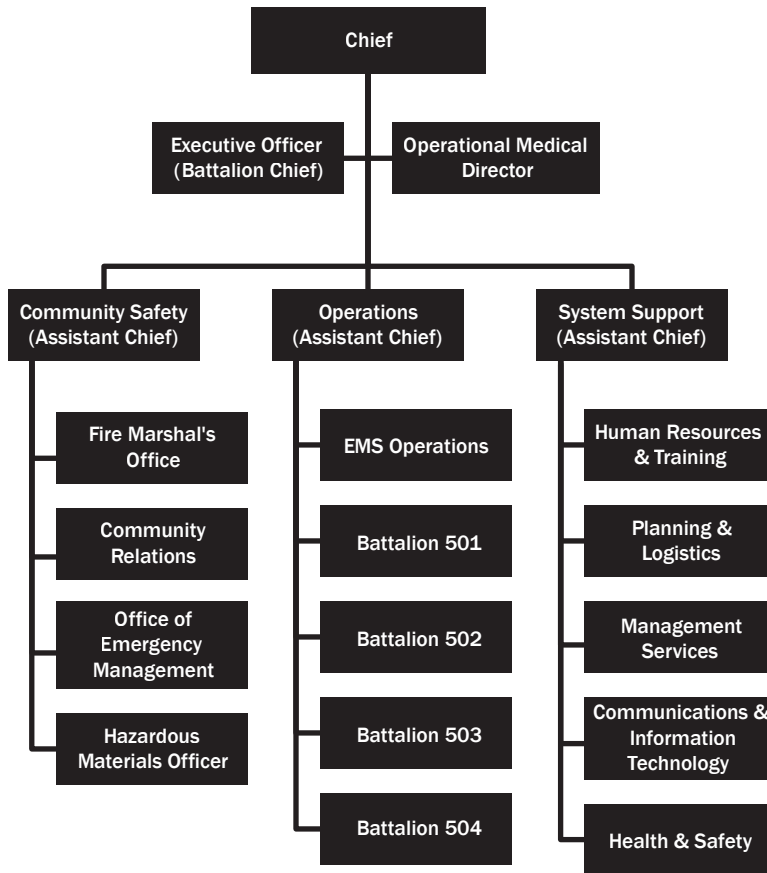 Chief
Executive Officer
(Battalion Chief)
Operational Medical
Director
Community Safety
(Assistant Chief)
Fire Marshal's
Office
Community
Relations
Office of
Emergency
Management
Hazardous
Materials Officer
Operations
(Assistant Chief)
EMS Operations
Battalion 501
Battalion 502
Battalion 503
Battalion 504
System Support
(Assistant Chief)
Human Resources
& Training
Planning &
Logistics
Management
Services
Communications &
Information
Technology
Health & Safety